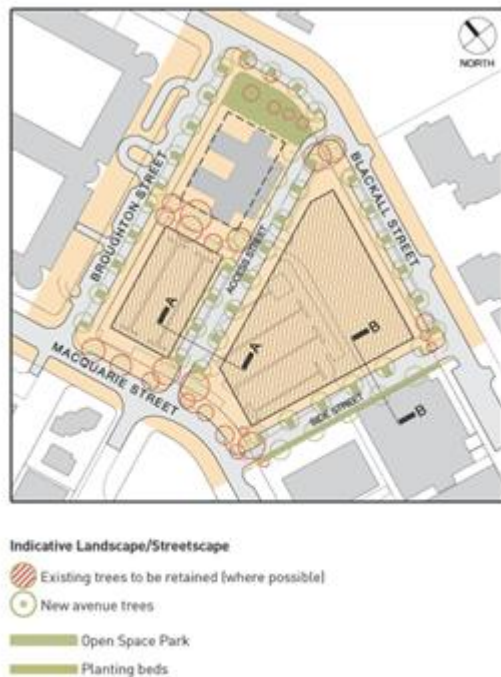 NORTH
BROUGHTON STREET
BLACKALL STREET
ACCESS STREET
A
A
B
MACQUARIE STREET
SIDE STREET
B
Indicative Landscape/Streetscape
Existing trees to be retained (where possible)
New avenue trees
Open Space Park
Planting beds